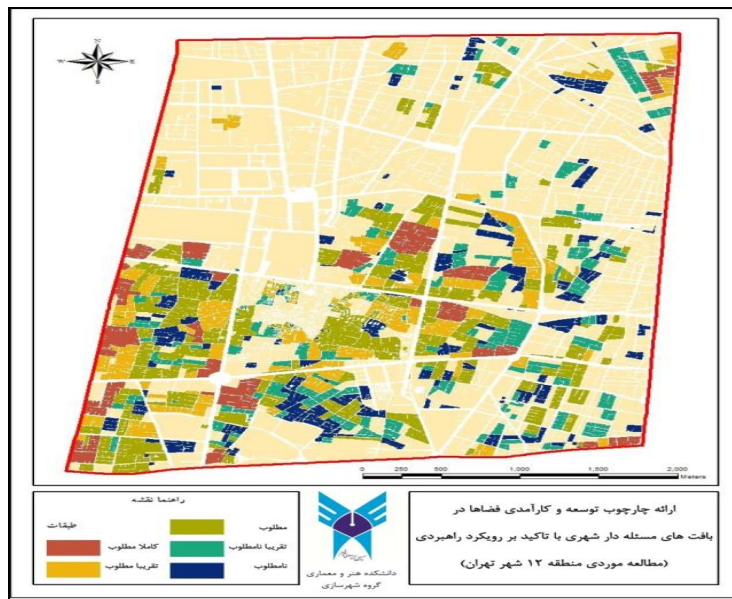 N
W
E
S
0 250 500 1,000 1,500 2,000
Meters
راهنما نقشه
طبقات
مطلوب
کاملا مطلوب
تقریبا نامطلوب
تقریبا مطلوب
نامطلوب
دانشکده هنر و معماری
گروه شهرسازی
ارائه چارچوب توسعه و کارآمدی فضاها در
بافت های مسئله دار شهری با تاکید بر رویکرد راهبردی
(مطالعه موردی منطقه ۱۲ شهر تهران)